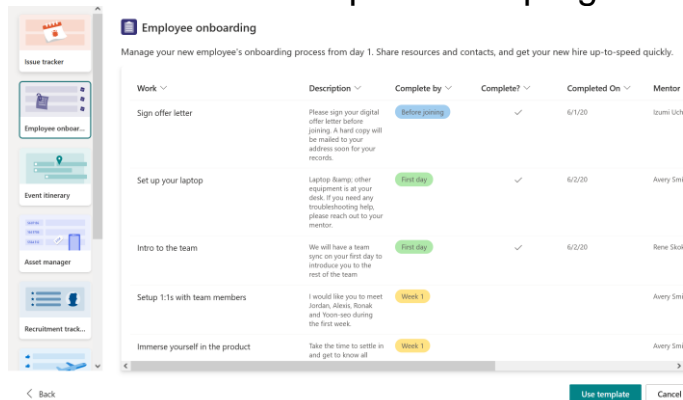 Issue tracker
Employee onboar...
Event itinerary
Asset manager
Recruitment track...
Employee onboarding
Manage your new employee's onboarding process from day 1. Share resources and contacts, and get your new hire up-to-speed quickly.
Work Description Complete by Complete? Completed On Mentor
Sign offer letter Please sign your digital Before joining 6/1/20 Izumi Uch
offer letter before
joining. A hard copy will
be mailed to your
address soon for your
records.
Set up your laptop Laptop &amp; other First day 6/2/20 Avery Smi
equipment is at your
desk. If you need any
troubleshooting help,
please reach out to your
mentor.
Intro to the team We will have a team First day 6/2/20 Rene Skok
sync on your first day to
introduce you to the
rest of the team
Setup 1:1s with team members I would like you to meet Week 1 Avery Smi
Jordan, Alexis, Ronak
and Yoon-seo during
the first week.
Immerse yourself in the product Take the time to settle in Week 1 Avery Smi
and get to know all
Back Use template Cancel